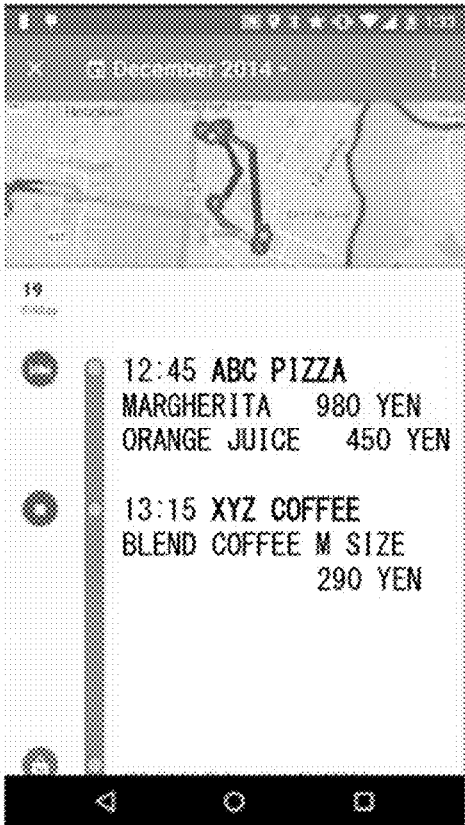 December 2014
19
12:45 ABC PIZZA
MARGHERITA 980 YEN
ORANGE JUICE 450 YEN
13:15 XYZ COFFEE
BLEND COFFEE M SIZE
290 YEN